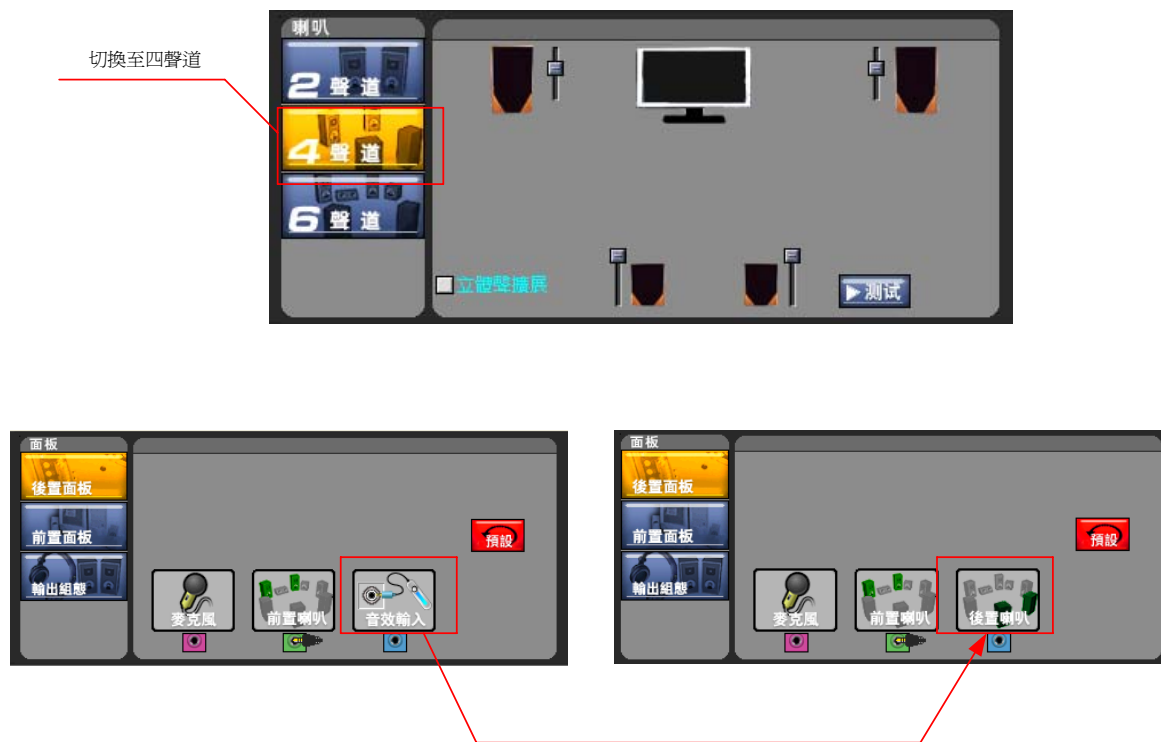 切換至四聲道
喇叭
2 聲道
4 聲道
6 聲道
立體聲擴展
测试
面板
後置面板
前置面板
輸出組態
預設
麥克風
前置喇叭
音效輸入
面板
後置面板
前置面板
輸出組態
預設
麥克風
前置喇叭
後置喇叭